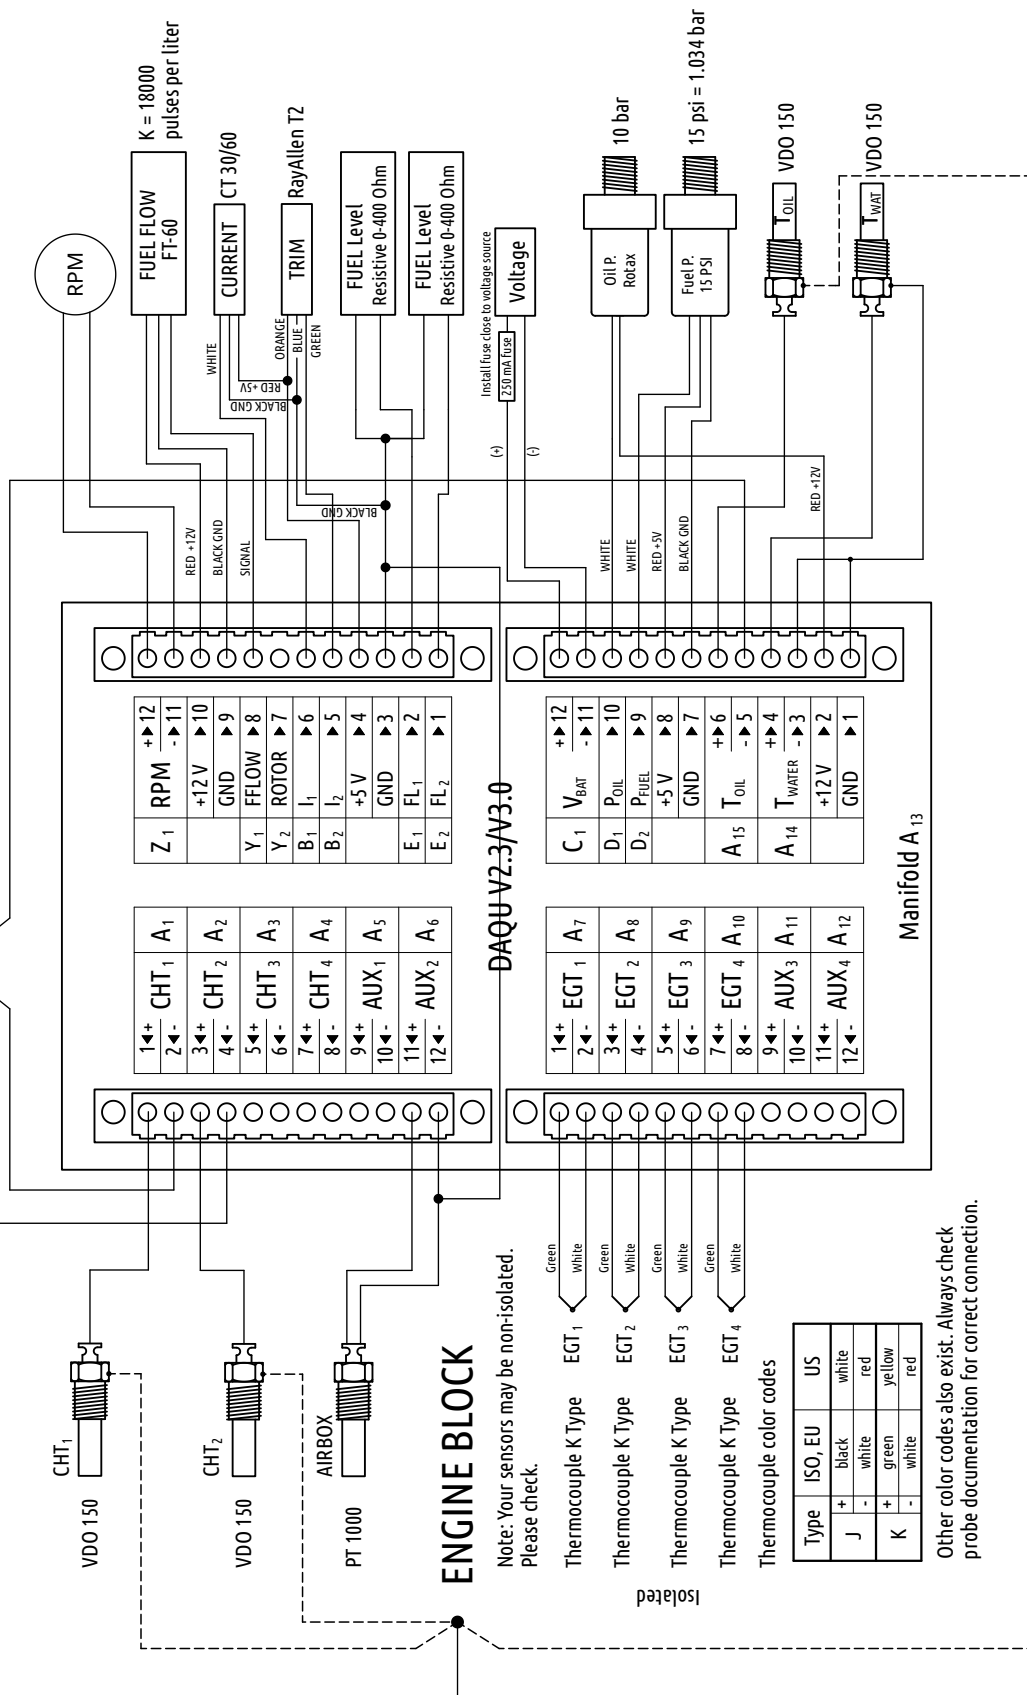 RPM
FUEL FLOW
FT-60
K = 18000
pulses per liter
CURRENT
CT 30/60
TRIM
RayAllen T2
FUEL Level
Resistive 0-400 Ohm
FUEL Level
Resistive 0-400 Ohm
Voltage
Install fuse close to voltage source
250 mA fuse
(+)
(-)
Oil P.
Rotax
10 bar
Fuel P.
15 PSI
15 psi = 1.034 bar
TOIL
VDO 150
TWAT
VDO 150
RED +12V
BLACK GND
SIGNAL
WHITE
BLACK GND
RED +5V
ORANGE
BLUE
GREEN
BLACK GND
WHITE
WHITE
RED +5V
BLACK GND
RED +12V
Z1 RPM + 12
- 11
+12 V 10
GND 9
Y1 FFLOW 8
Y2 ROTOR 7
B1 I1 6
B2 I2 5
+5 V 4
GND 3
E1 FL1 2
E2 FL2 1
C1 VBAT + 12
- 11
D1 POIL 10
D2 PFUEL 9
+5 V 8
GND 7
A15 TOIL + 6
- 5
A14 TWATER + 4
- 3
+12 V 2
GND 1
DAQU V2.3/V3.0
Manifold A13
1 + CHT1 A1
2 -
3 + CHT2 A2
4 -
5 + CHT3 A3
6 -
7 + CHT4 A4
8 -
9 + AUX1 A5
10 -
11 + AUX2 A6
12 -
1 + EGT1 A7
2 -
3 + EGT2 A8
4 -
5 + EGT3 A9
6 -
7 + EGT4 A10
8 -
9 + AUX3 A11
10 -
11 + AUX4 A12
12 -
CHT1
VDO 150
CHT2
VDO 150
AIRBOX
PT 1000
ENGINE BLOCK
Note: Your sensors may be non-isolated.
Please check.
Green
White
Green
White
Green
White
Green
White
Thermocouple K Type EGT1
Thermocouple K Type EGT2
Thermocouple K Type EGT3
Thermocouple K Type EGT4
Isolated
Thermocouple color codes
Type ISO, EU US
J + black white
- white red
K + green yellow
- white red
Other color codes also exist. Always check
probe documentation for correct connection.